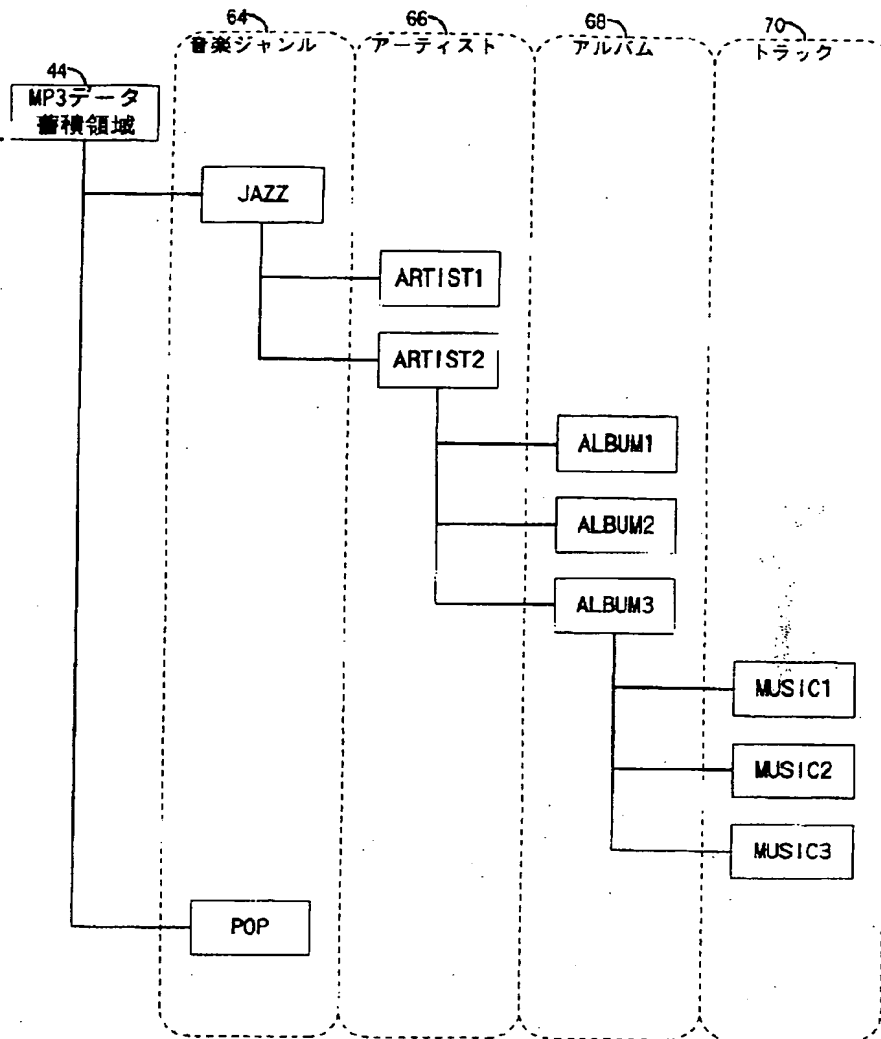 64
音楽ジャンル
66
アーティスト
68
アルバム
70
トラック
44
MP3データ
蓄積領域
JAZZ
ARTIST1
ARTIST2
ALBUM1
ALBUM2
ALBUM3
MUSIC1
MUSIC2
MUSIC3
POP